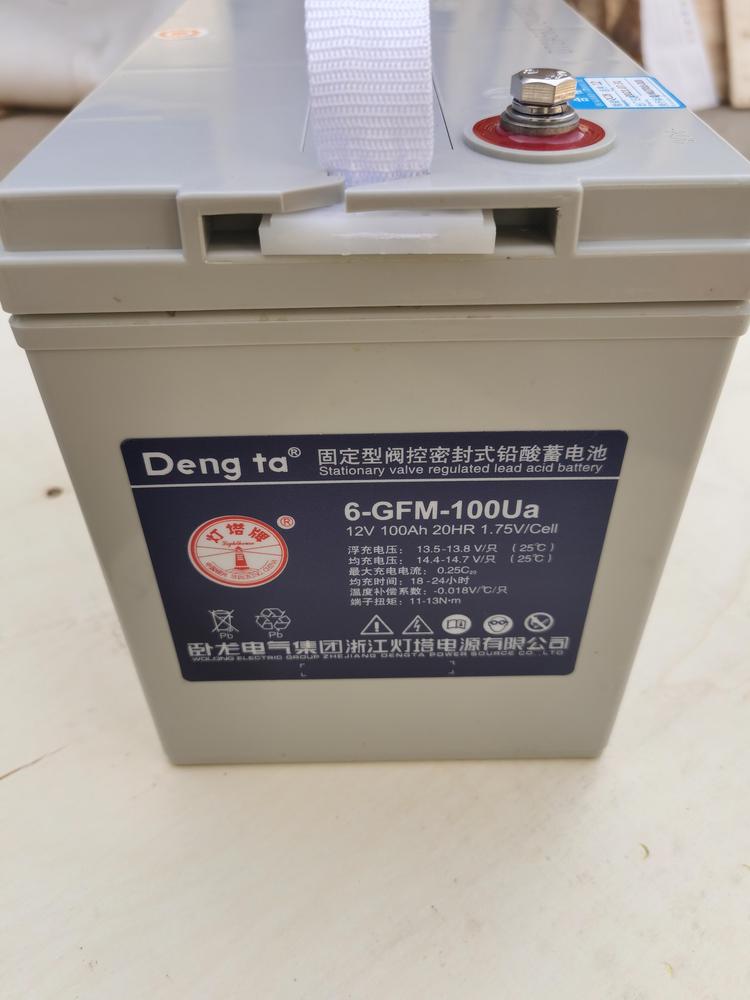 Deng ta®
固定型阀控密封式铅酸蓄电池
Stationary valve regulated lead acid battery
6-GFM-100Ua
12V 100Ah 20HR 1.75V/Cell
灯塔牌 ®
Lighthouse
浮充电压： 13.5-13.8 V/只 （25℃）
均充电压： 14.4-14.7 V/只 （25℃）
最大充电电流： 0.25C₂₀
均充时间：18-24小时
温度补偿系数：-0.018V/℃/只
端子扭矩：11-13N·m
Pb Pb
卧龙电气集团浙江灯塔电源有限公司
WOLONG ELECTRIC GROUP ZHEJIANG DENGTA POWER SOURCE CO., LTD